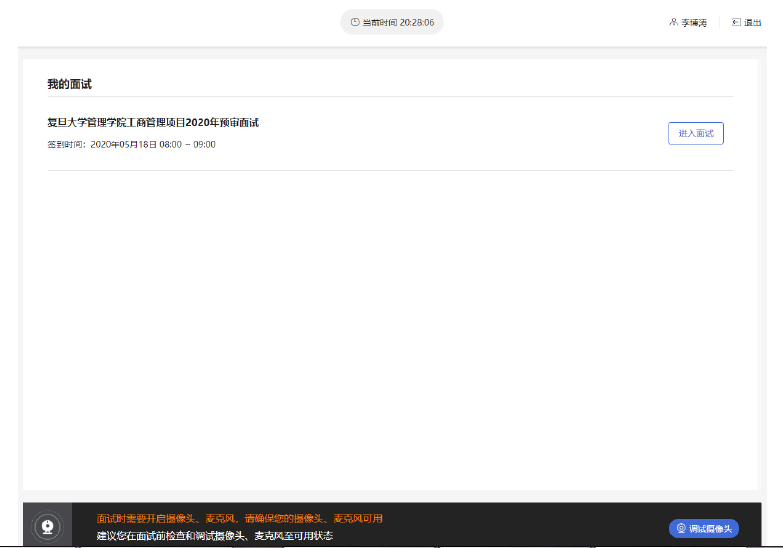 当前时间 20:28:06
李博涛
退出
我的面试
复旦大学管理学院工商管理项目2020年预审面试
签到时间：2020年05月18日 08:00 ~ 09:00
进入面试
面试时需要开启摄像头、麦克风，请确保您的摄像头、麦克风可用
建议您在面试前检查和调试摄像头、麦克风至可用状态
调试摄像头